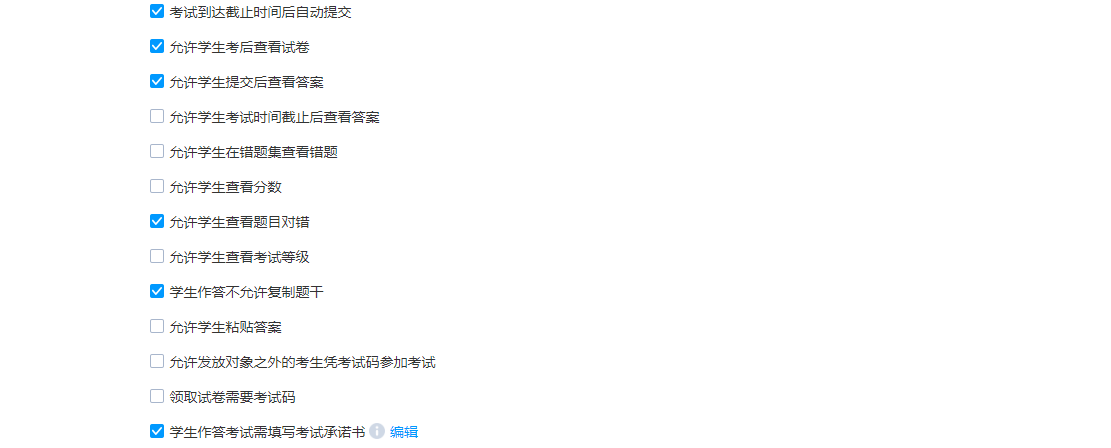 考试到达截止时间后自动提交
允许学生考后查看试卷
允许学生提交后查看答案
允许学生考试时间截止后查看答案
允许学生在错题集查看错题
允许学生查看分数
允许学生查看题目对错
允许学生查看考试等级
学生作答不允许复制题干
允许学生粘贴答案
允许发放对象之外的考生凭考试码参加考试
领取试卷需要考试码
学生作答考试需填写考试承诺书 编辑